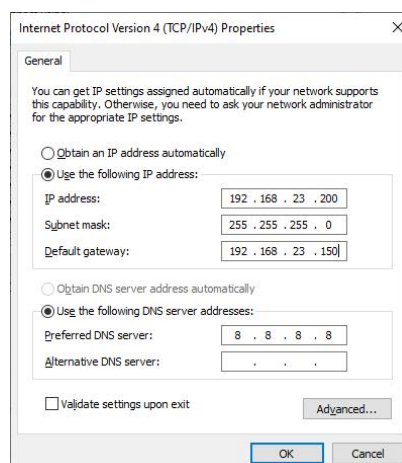 Internet Protocol Version 4 (TCP/IPv4) Properties
General
You can get IP settings assigned automatically if your network supports
this capability. Otherwise, you need to ask your network administrator
for the appropriate IP settings.
Obtain an IP address automatically
Use the following IP address:
IP address: 192 . 168 . 23 . 200
Subnet mask: 255 . 255 . 255 . 0
Default gateway: 192 . 168 . 23 . 150
Obtain DNS server address automatically
Use the following DNS server addresses:
Preferred DNS server: 8 . 8 . 8 . 8
Alternative DNS server: . . .
Validate settings upon exit
Advanced...
OK Cancel